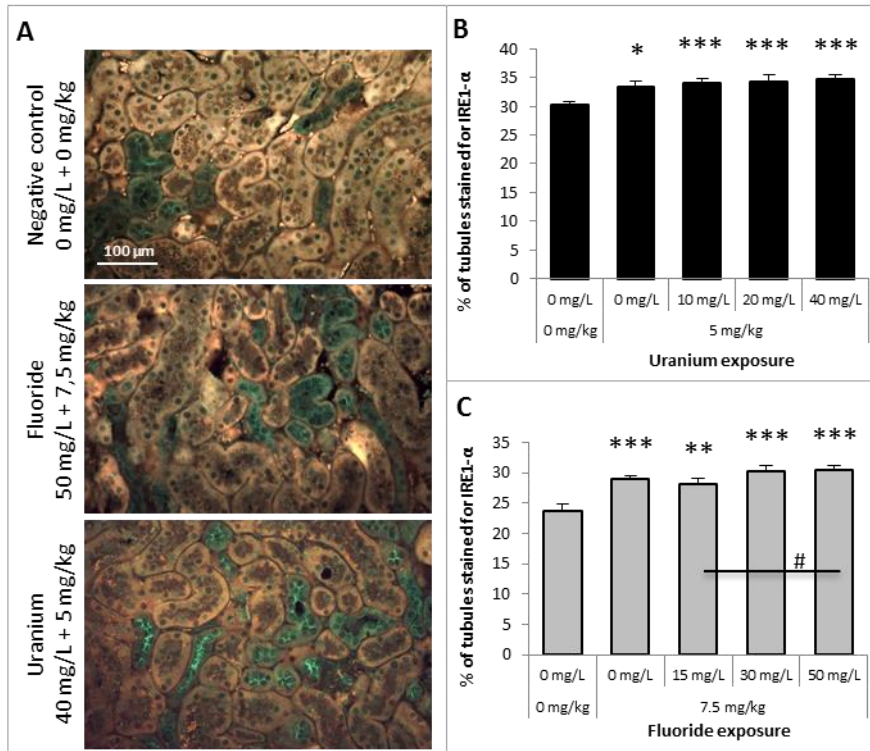 A
Negative control
0 mg/L + 0 mg/kg
100 µm
Fluoride
50 mg/L + 7,5 mg/kg
Uranium
40 mg/L + 5 mg/kg
B
% of tubules stained for IRE1-α
40
35
30
25
20
15
10
5
0
* *** *** ***
0 mg/L 0 mg/L 10 mg/L 20 mg/L 40 mg/L
0 mg/kg 5 mg/kg
Uranium exposure
C
% of tubules stained for IRE1-α
35
30
25
20
15
10
5
0
*** ** *** ***
#
0 mg/L 0 mg/L 15 mg/L 30 mg/L 50 mg/L
0 mg/kg 7.5 mg/kg
Fluoride exposure